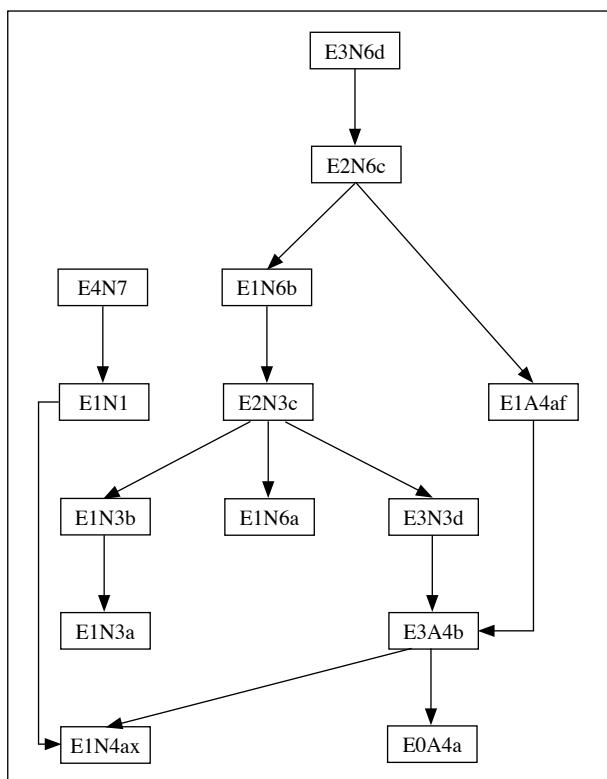 E3N6d
E2N6c
E4N7
E1N6b
E1N1
E2N3c
E1A4af
E1N3b
E1N6a
E3N3d
E1N3a
E3A4b
E1N4ax
E0A4a